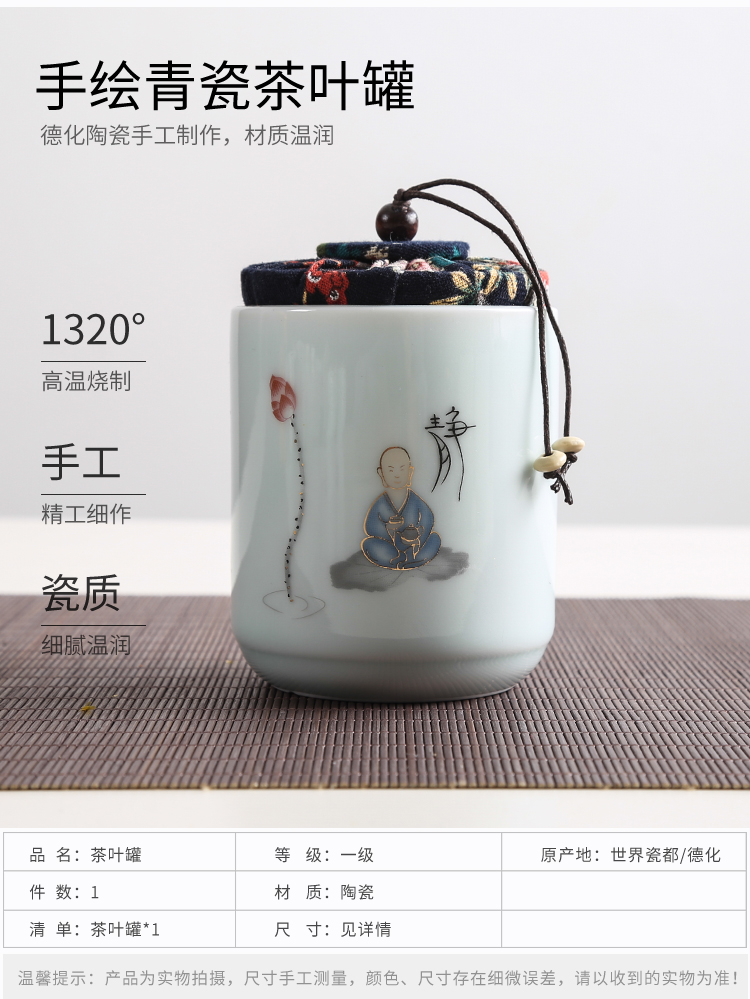 手绘青瓷茶叶罐
德化陶瓷手工制作，材质温润
1320°
高温烧制
手工
精工细作
瓷质
细腻温润
静
品 名：茶叶罐 等 级：一级 原产地：世界瓷都/德化
件 数：1 材 质：陶瓷
清 单：茶叶罐*1 尺 寸：见详情
温馨提示：产品为实物拍摄，尺寸手工测量，颜色、尺寸存在细微误差，请以收到的实物为准！